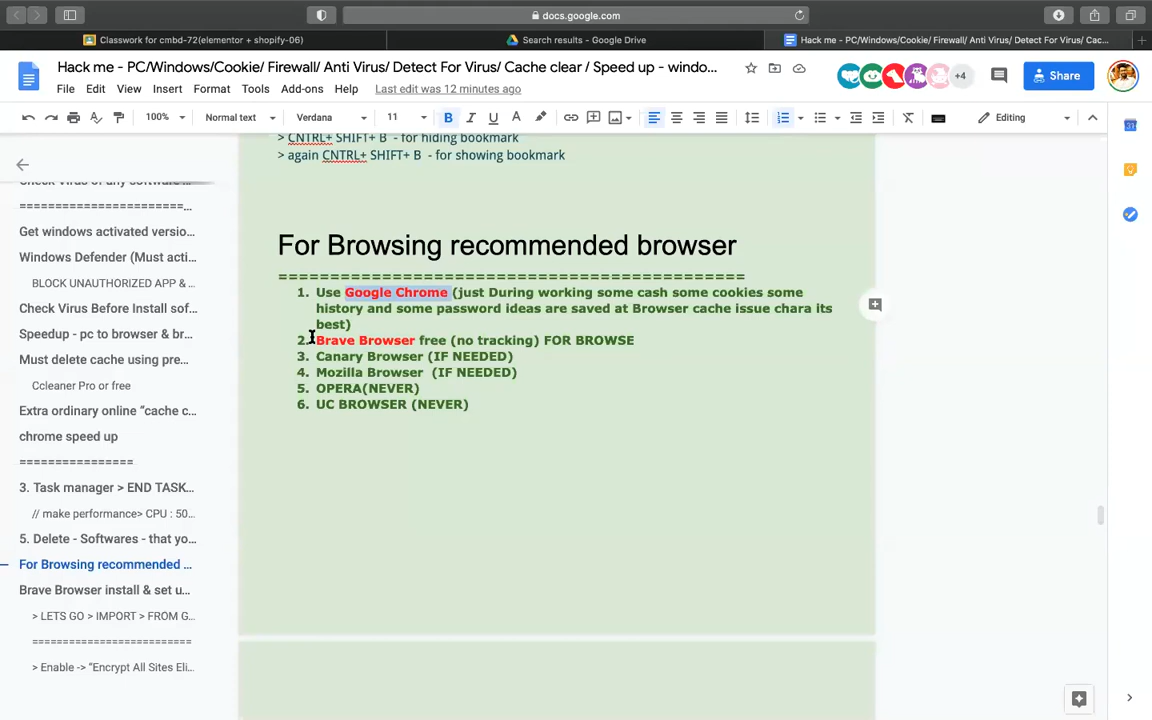 docs.google.com
Classwork for cmbd-72(elementor + shopify-06)
Search results - Google Drive
Hack me - PC/Windows/Cookie/ Firewall/ Anti Virus/ Detect For Virus/ Cac...
Hack me - PC/Windows/Cookie/ Firewall/ Anti Virus/ Detect For Virus/ Cache clear / Speed up - windo...
+4
Share
File Edit View Insert Format Tools Add-ons Help Last edit was 12 minutes ago
100% Normal text Verdana 11 B I U A Editing
> CNTRL+ SHIFT+ B - for hiding bookmark
> again CNTRL+ SHIFT+ B - for showing bookmark
For Browsing recommended browser
=============================================
1. Use Google Chrome (just During working some cash some cookies some
history and some password ideas are saved at Browser cache issue chara its
best)
2. Brave Browser free (no tracking) FOR BROWSE
3. Canary Browser (IF NEEDED)
4. Mozilla Browser (IF NEEDED)
5. OPERA(NEVER)
6. UC BROWSER (NEVER)
Check Virus of any software ...
=======================...
Get windows activated versio...
Windows Defender (Must acti...
BLOCK UNAUTHORIZED APP & ...
Check Virus Before Install sof...
Speedup - pc to browser & br...
Must delete cache using pre...
Ccleaner Pro or free
Extra ordinary online “cache c...
chrome speed up
================
3. Task manager > END TASK...
// make performance> CPU : 50...
5. Delete - Softwares - that yo...
For Browsing recommended ...
Brave Browser install & set u...
> LETS GO > IMPORT > FROM G...
=========================
> Enable -> “Encrypt All Sites Eli...